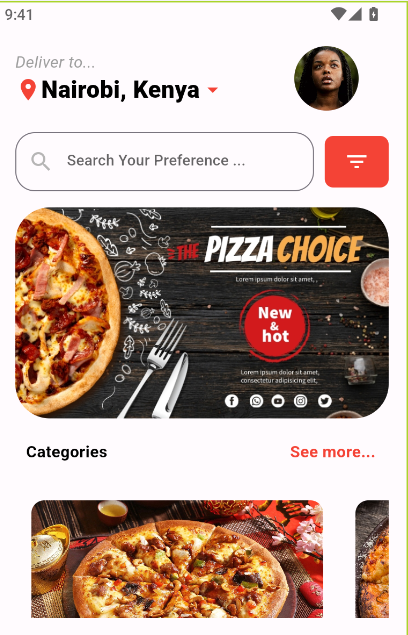 9:41
Deliver to...
Nairobi, Kenya
Search Your Preference ...
THE PIZZA CHOICE
Lorem ipsum dolor sit amet, .
New
&
hot
Lorem ipsum dolor sit amet,
consectetur adipisicing elit,
Categories
See more...